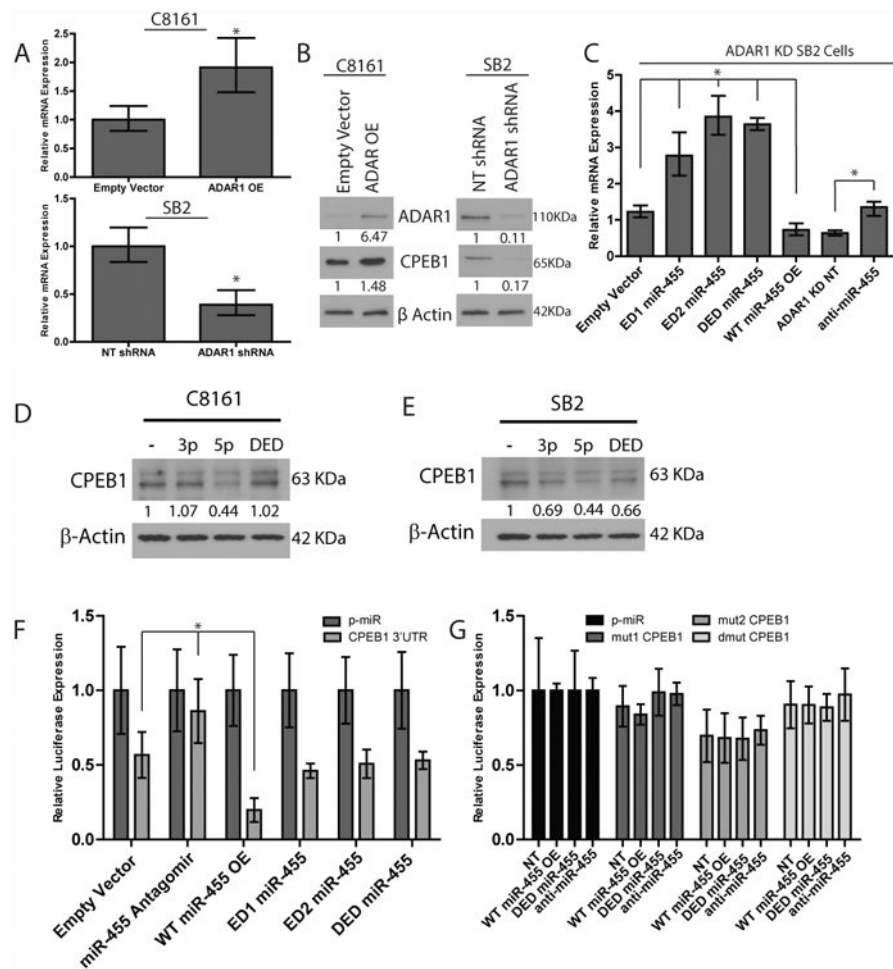 A
C8161
Relative mRNA Expression
2.5
2.0
1.5
1.0
0.5
0.0
*
Empty Vector
ADAR1 OE
SB2
Relative mRNA Expression
1.5
1.0
0.5
0.0
*
NT shRNA
ADAR1 shRNA
B
C8161
SB2
Empty Vector
ADAR OE
NT shRNA
ADAR1 shRNA
ADAR1
110KDa
1 6.47
1 0.11
CPEB1
65KDa
1 1.48
1 0.17
β Actin
42KDa
C
ADAR1 KD SB2 Cells
Relative mRNA Expression
5
4
3
2
1
0
*
*
Empty Vector
ED1 miR-455
ED2 miR-455
DED miR-455
WT miR-455 OE
ADAR1 KD NT
anti-miR-455
D
C8161
- 3p 5p DED
CPEB1
63 KDa
1 1.07 0.44 1.02
β-Actin
42 KDa
E
SB2
- 3p 5p DED
CPEB1
63 KDa
1 0.69 0.44 0.66
β-Actin
42 KDa
F
Relative Luciferase Expression
1.5
1.0
0.5
0.0
*
p-miR
CPEB1 3'UTR
Empty Vector
miR-455 Antagomir
WT miR-455 OE
ED1 miR-455
ED2 miR-455
DED miR-455
G
Relative Luciferase Expression
1.5
1.0
0.5
0.0
p-miR
mut1 CPEB1
mut2 CPEB1
dmut CPEB1
NT
WT miR-455 OE
DED miR-455
anti-miR-455
NT
WT miR-455 OE
DED miR-455
anti-miR-455
NT
WT miR-455 OE
DED miR-455
anti-miR-455
NT
WT miR-455 OE
DED miR-455
anti-miR-455